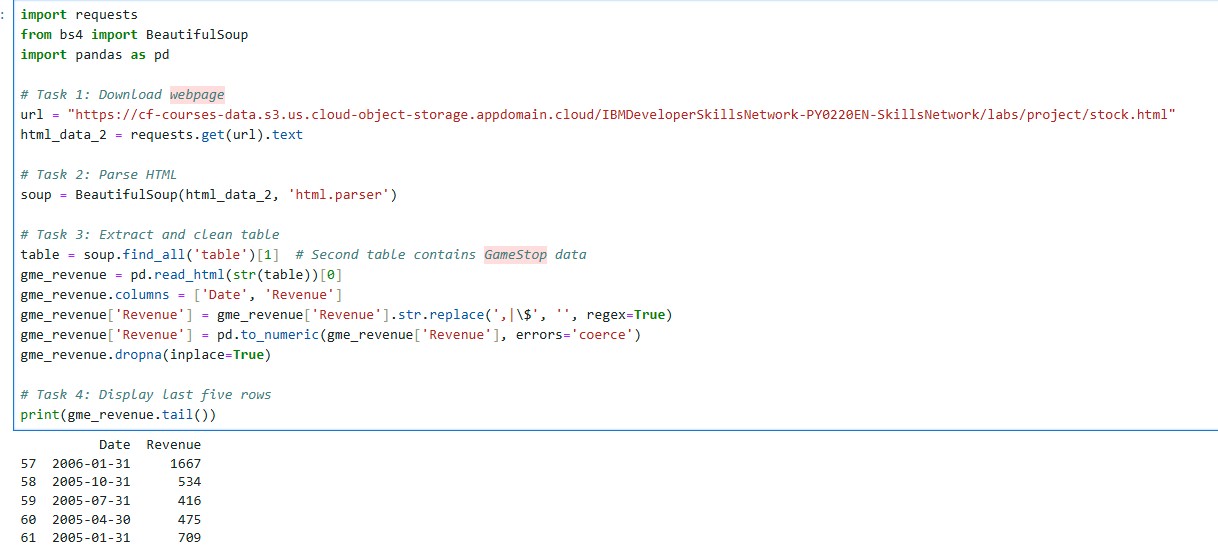 :
import requests
from bs4 import BeautifulSoup
import pandas as pd
# Task 1: Download webpage
url = "https://cf-courses-data.s3.us.cloud-object-storage.appdomain.cloud/IBMDeveloperSkillsNetwork-PY0220EN-SkillsNetwork/labs/project/stock.html"
html_data_2 = requests.get(url).text
# Task 2: Parse HTML
soup = BeautifulSoup(html_data_2, 'html.parser')
# Task 3: Extract and clean table
table = soup.find_all('table')[1]  # Second table contains GameStop data
gme_revenue = pd.read_html(str(table))[0]
gme_revenue.columns = ['Date', 'Revenue']
gme_revenue['Revenue'] = gme_revenue['Revenue'].str.replace(',|\$', '', regex=True)
gme_revenue['Revenue'] = pd.to_numeric(gme_revenue['Revenue'], errors='coerce')
gme_revenue.dropna(inplace=True)
# Task 4: Display last five rows
print(gme_revenue.tail())
Date  Revenue
57  2006-01-31  1667
58  2005-10-31  534
59  2005-07-31  416
60  2005-04-30  475
61  2005-01-31  709